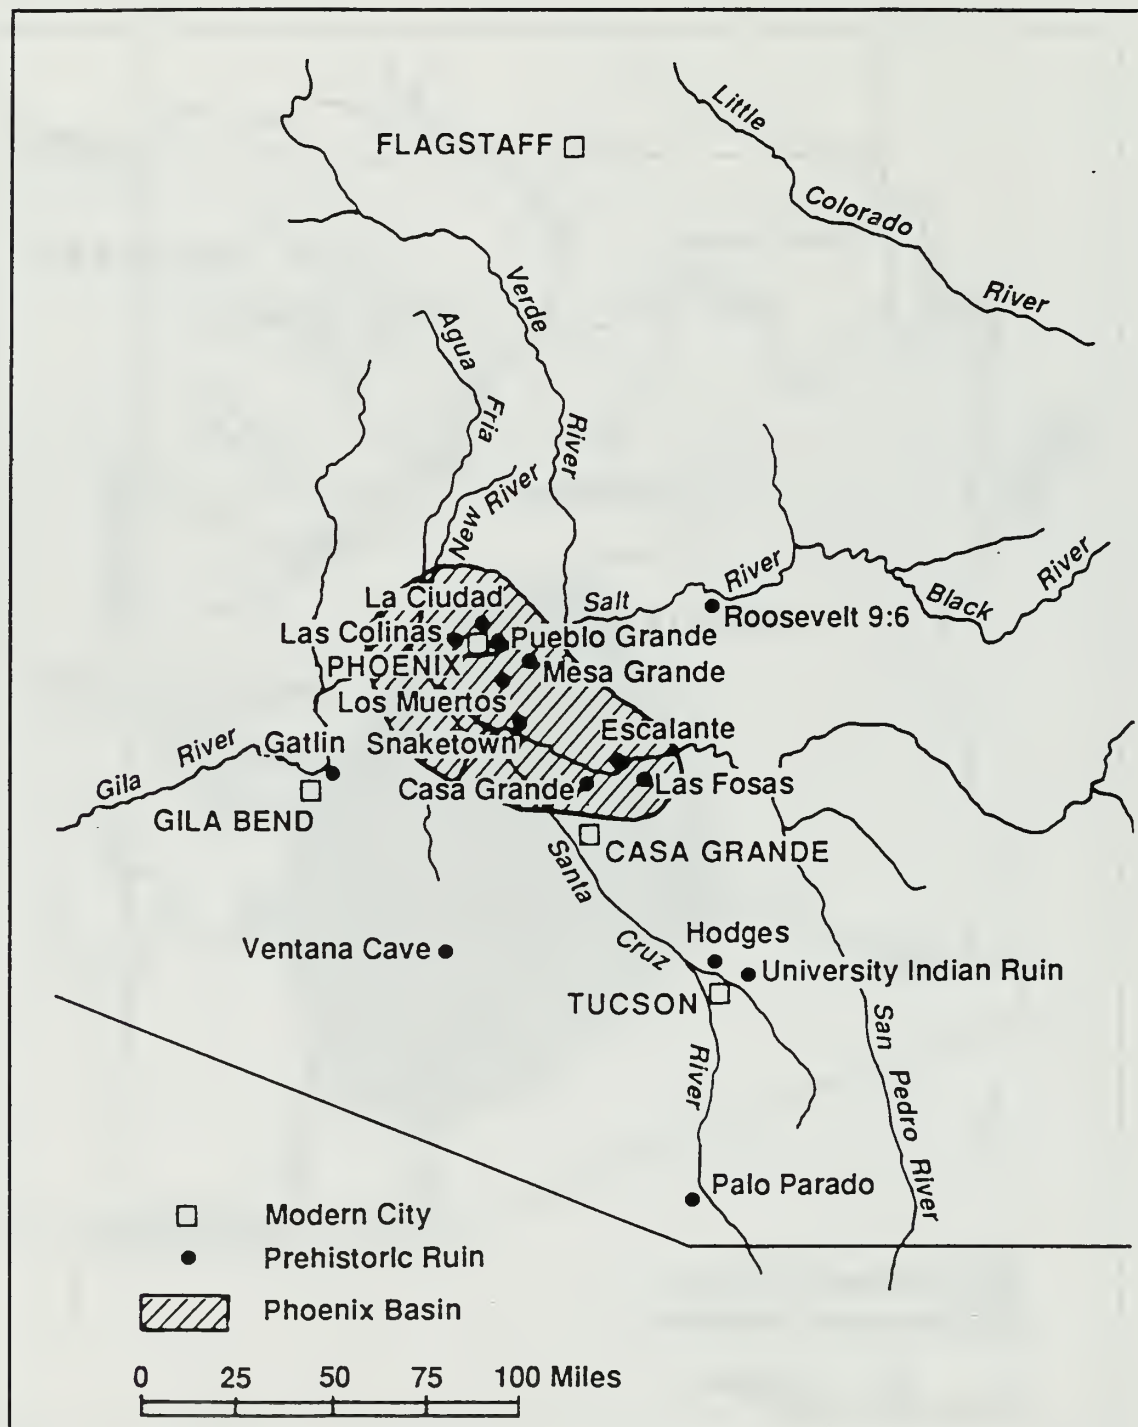 FLAGSTAFF
Little
Colorado
River
Verde
River
Agua
Fria
New River
Salt
River
Black
River
Roosevelt 9:6
La Ciudad
Las Colinas
Pueblo Grande
PHOENIX
Mesa Grande
Los Muertos
Escalante
Snaketown
Gatlin
Gila
River
Casa Grande
Las Fosas
GILA BEND
CASA GRANDE
Santa
Cruz
River
Ventana Cave
Hodges
University Indian Ruin
TUCSON
San Pedro River
Palo Parado
Modern City
Prehistoric Ruin
Phoenix Basin
0 25 50 75 100 Miles